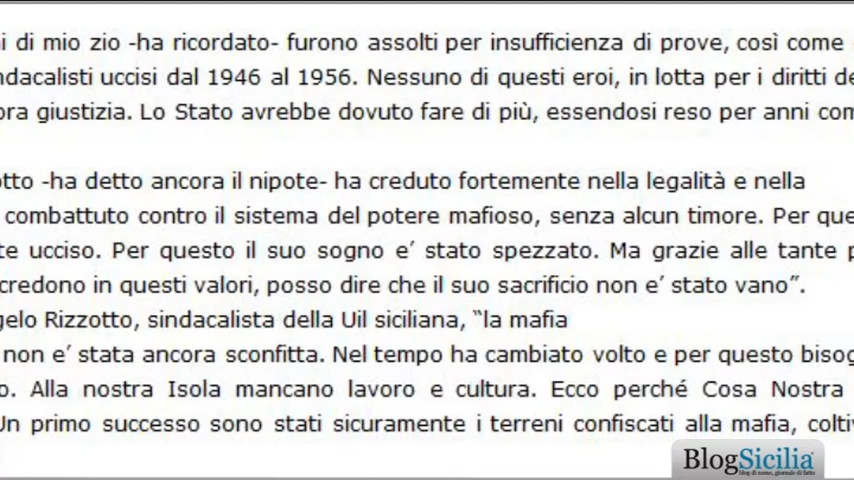 di mio zio -ha ricordato- furono assolti per insufficienza di prove, così come
ndacalisti uccisi dal 1946 al 1956. Nessuno di questi eroi, in lotta per i diritti de
ora giustizia. Lo Stato avrebbe dovuto fare di più, essendosi reso per anni com
otto -ha detto ancora il nipote- ha creduto fortemente nella legalità e nella
combattuto contro il sistema del potere mafioso, senza alcun timore. Per que
te ucciso. Per questo il suo sogno e’ stato spezzato. Ma grazie alle tante p
credono in questi valori, posso dire che il suo sacrificio non e’ stato vano”.
gelo Rizzotto, sindacalista della Uil siciliana, “la mafia
non e’ stata ancora sconfitta. Nel tempo ha cambiato volto e per questo bisog
o. Alla nostra Isola mancano lavoro e cultura. Ecco perché Cosa Nostra
Un primo successo sono stati sicuramente i terreni confiscati alla mafia, coltiv
BlogSicilia
blog di nome, giornale di fatto